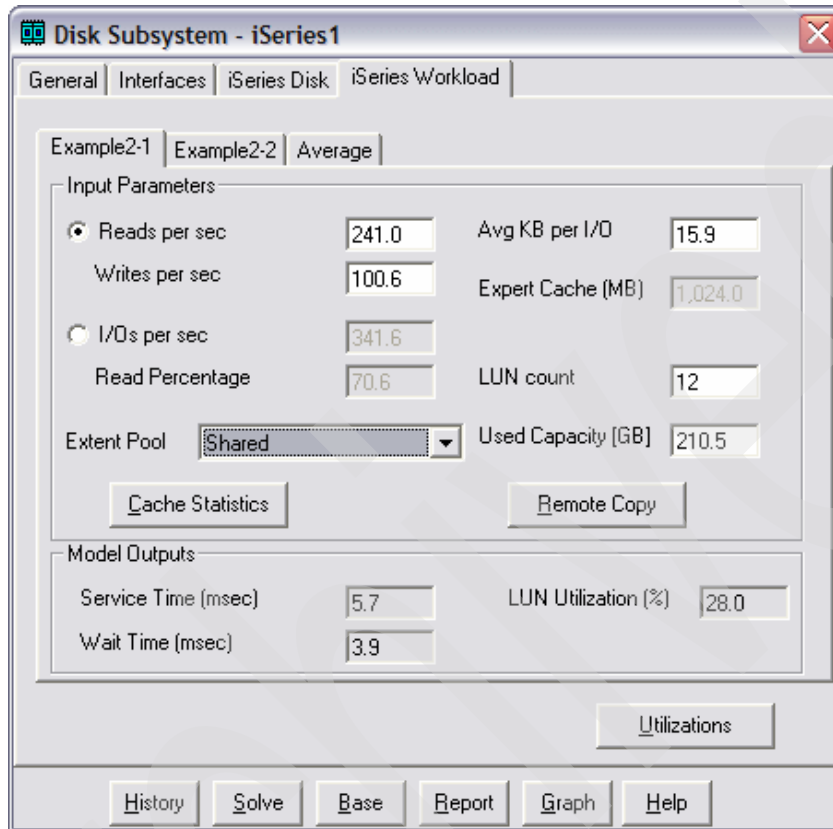 Disk Subsystem - iSeries1
General Interfaces iSeries Disk iSeries Workload
Example2-1 Example2-2 Average
Input Parameters
Reads per sec 241.0 Avg KB per I/O 15.9
Writes per sec 100.6 Expert Cache (MB) 1,024.0
I/Os per sec 341.6
Read Percentage 70.6 LUN count 12
Extent Pool Shared Used Capacity [GB] 210.5
Cache Statistics Remote Copy
Model Outputs
Service Time (msec) 5.7 LUN Utilization (%) 28.0
Wait Time (msec) 3.9
Utilizations
History Solve Base Report Graph Help